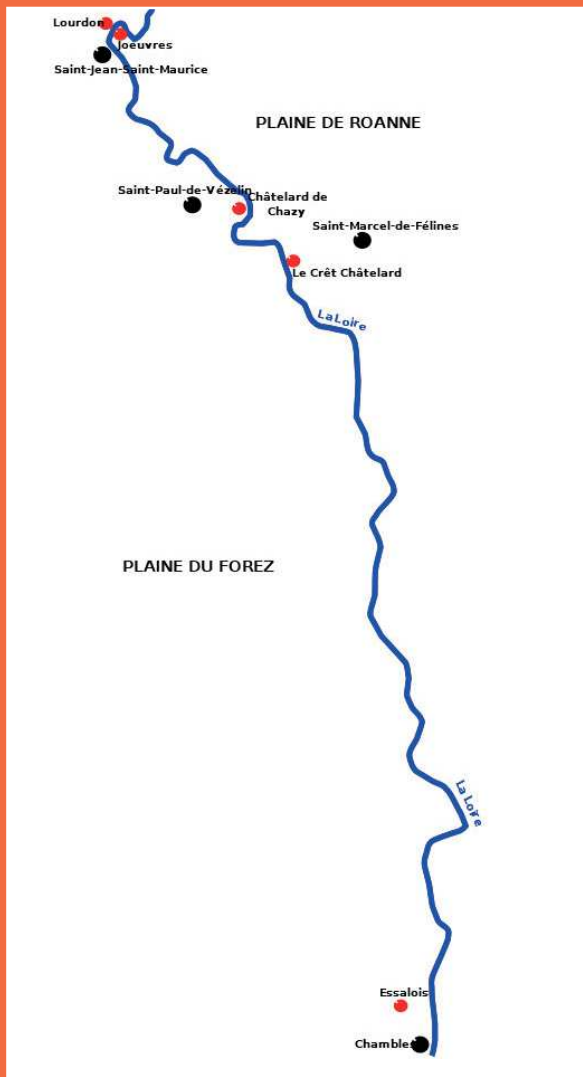 Lourdon
Joeuvres
Saint-Jean-Saint-Maurice
PLAINE DE ROANNE
Saint-Paul-de-Vézelin
Châtelard de
Chazy
Saint-Marcel-de-Félines
Le Crêt Châtelard
La Loire
PLAINE DU FOREZ
La Loire
Essalois
Chambles